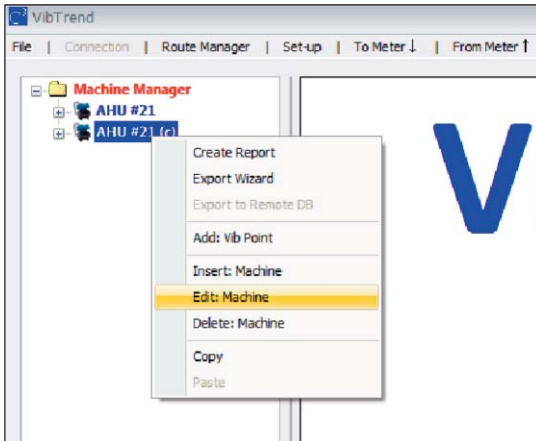 VibTrend
File | Connection | Route Manager | Set-up | To Meter ↓ | From Meter ↑
Machine Manager
AHU #21
AHU #21 (c)
Create Report
Export Wizard
Export to Remote DB
Add: Vib Point
Insert: Machine
Edit: Machine
Delete: Machine
Copy
Paste
V